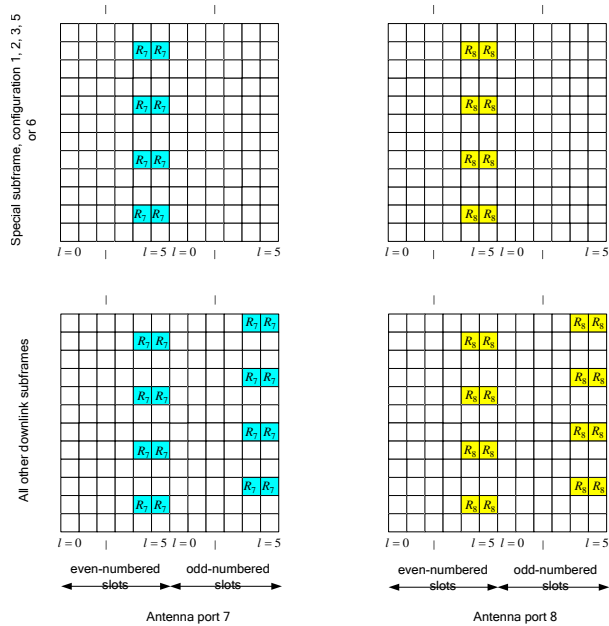 Special subframe, configuration 1, 2, 3, 5
or 6
R7 R7 R8 R8
R7 R7 R8 R8
R7 R7 R8 R8
R7 R7 R8 R8
l = 0 l = 5 l = 0 l = 5 l = 0 l = 5 l = 0 l = 5
All other downlink subframes
R7 R7 R8 R8
R7 R7 R8 R8
R7 R7 R8 R8
R7 R7 R8 R8
R7 R7 R8 R8
R7 R7 R8 R8
R7 R7 R8 R8
R7 R7 R8 R8
l = 0 l = 5 l = 0 l = 5 l = 0 l = 5 l = 0 l = 5
even-numbered odd-numbered even-numbered odd-numbered
slots slots slots slots
Antenna port 7 Antenna port 8